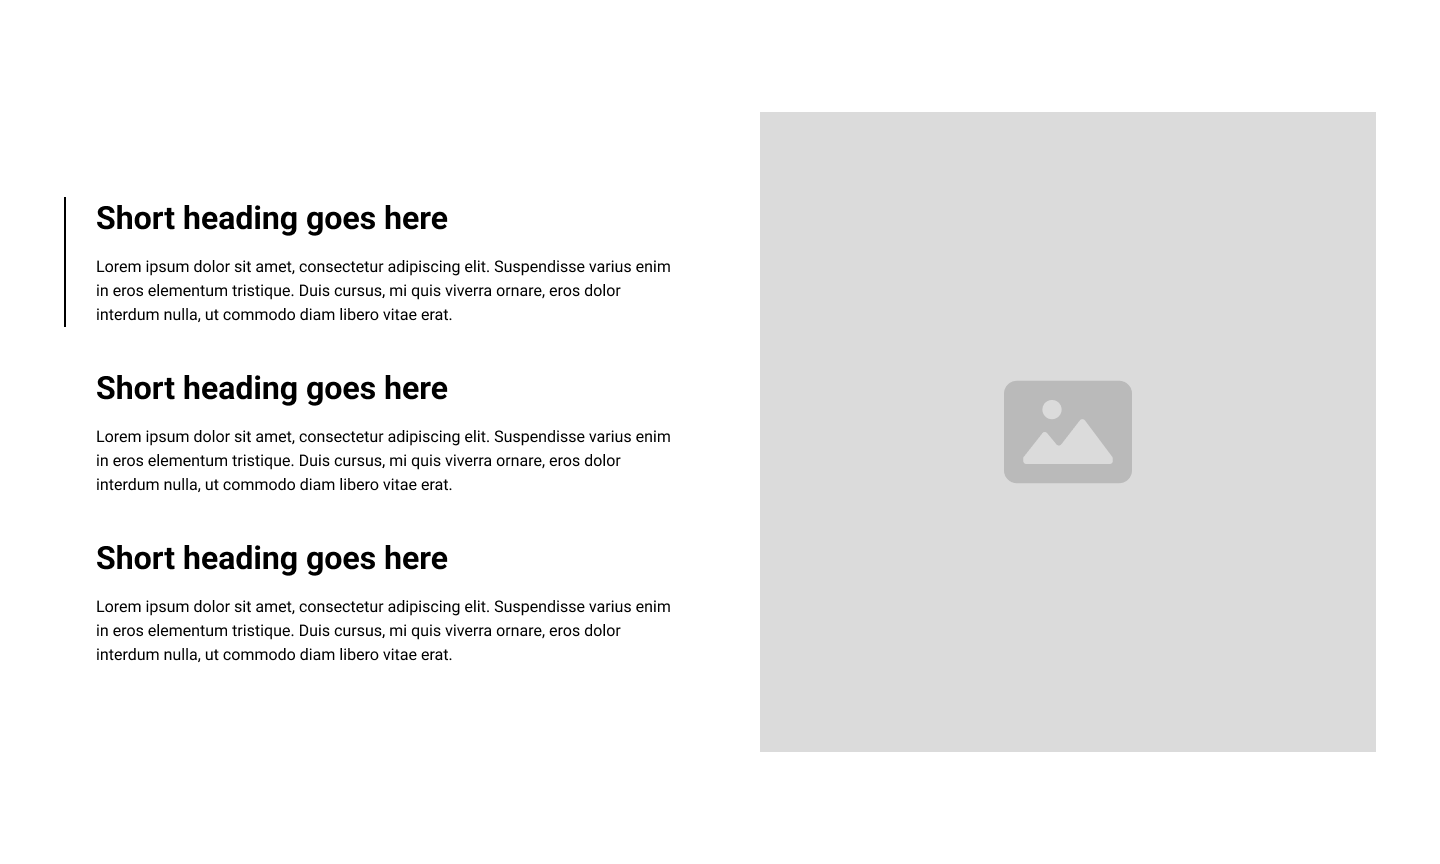 Short heading goes here
Lorem ipsum dolor sit amet, consectetur adipiscing elit. Suspendisse varius enim
in eros elementum tristique. Duis cursus, mi quis viverra ornare, eros dolor
interdum nulla, ut commodo diam libero vitae erat.
Short heading goes here
Lorem ipsum dolor sit amet, consectetur adipiscing elit. Suspendisse varius enim
in eros elementum tristique. Duis cursus, mi quis viverra ornare, eros dolor
interdum nulla, ut commodo diam libero vitae erat.
Short heading goes here
Lorem ipsum dolor sit amet, consectetur adipiscing elit. Suspendisse varius enim
in eros elementum tristique. Duis cursus, mi quis viverra ornare, eros dolor
interdum nulla, ut commodo diam libero vitae erat.